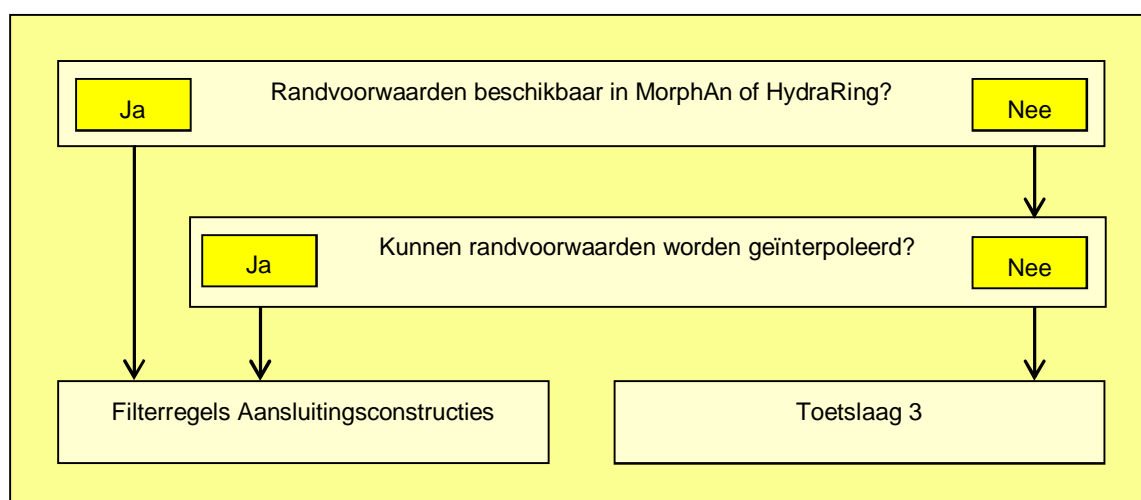 Randvoorwaarden beschikbaar in MorphAn of HydraRing?
Ja
Nee
Kunnen randvoorwaarden worden geïnterpoleerd?
Ja
Nee
Filterregels Aansluitingsconstructies
Toetslaag 3